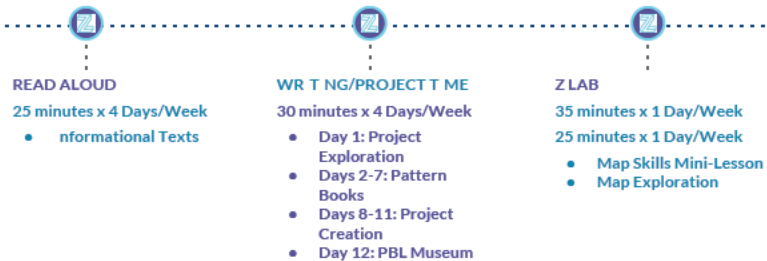 READ ALOUD
25 minutes x 4 Days/Week
● nformational Texts
WR T NG/PROJECT T ME
30 minutes x 4 Days/Week
● Day 1: Project
Exploration
● Days 2-7: Pattern
Books
● Days 8-11: Project
Creation
● Day 12: PBL Museum
Z LAB
35 minutes x 1 Day/Week
25 minutes x 1 Day/Week
● Map Skills Mini-Lesson
● Map Exploration